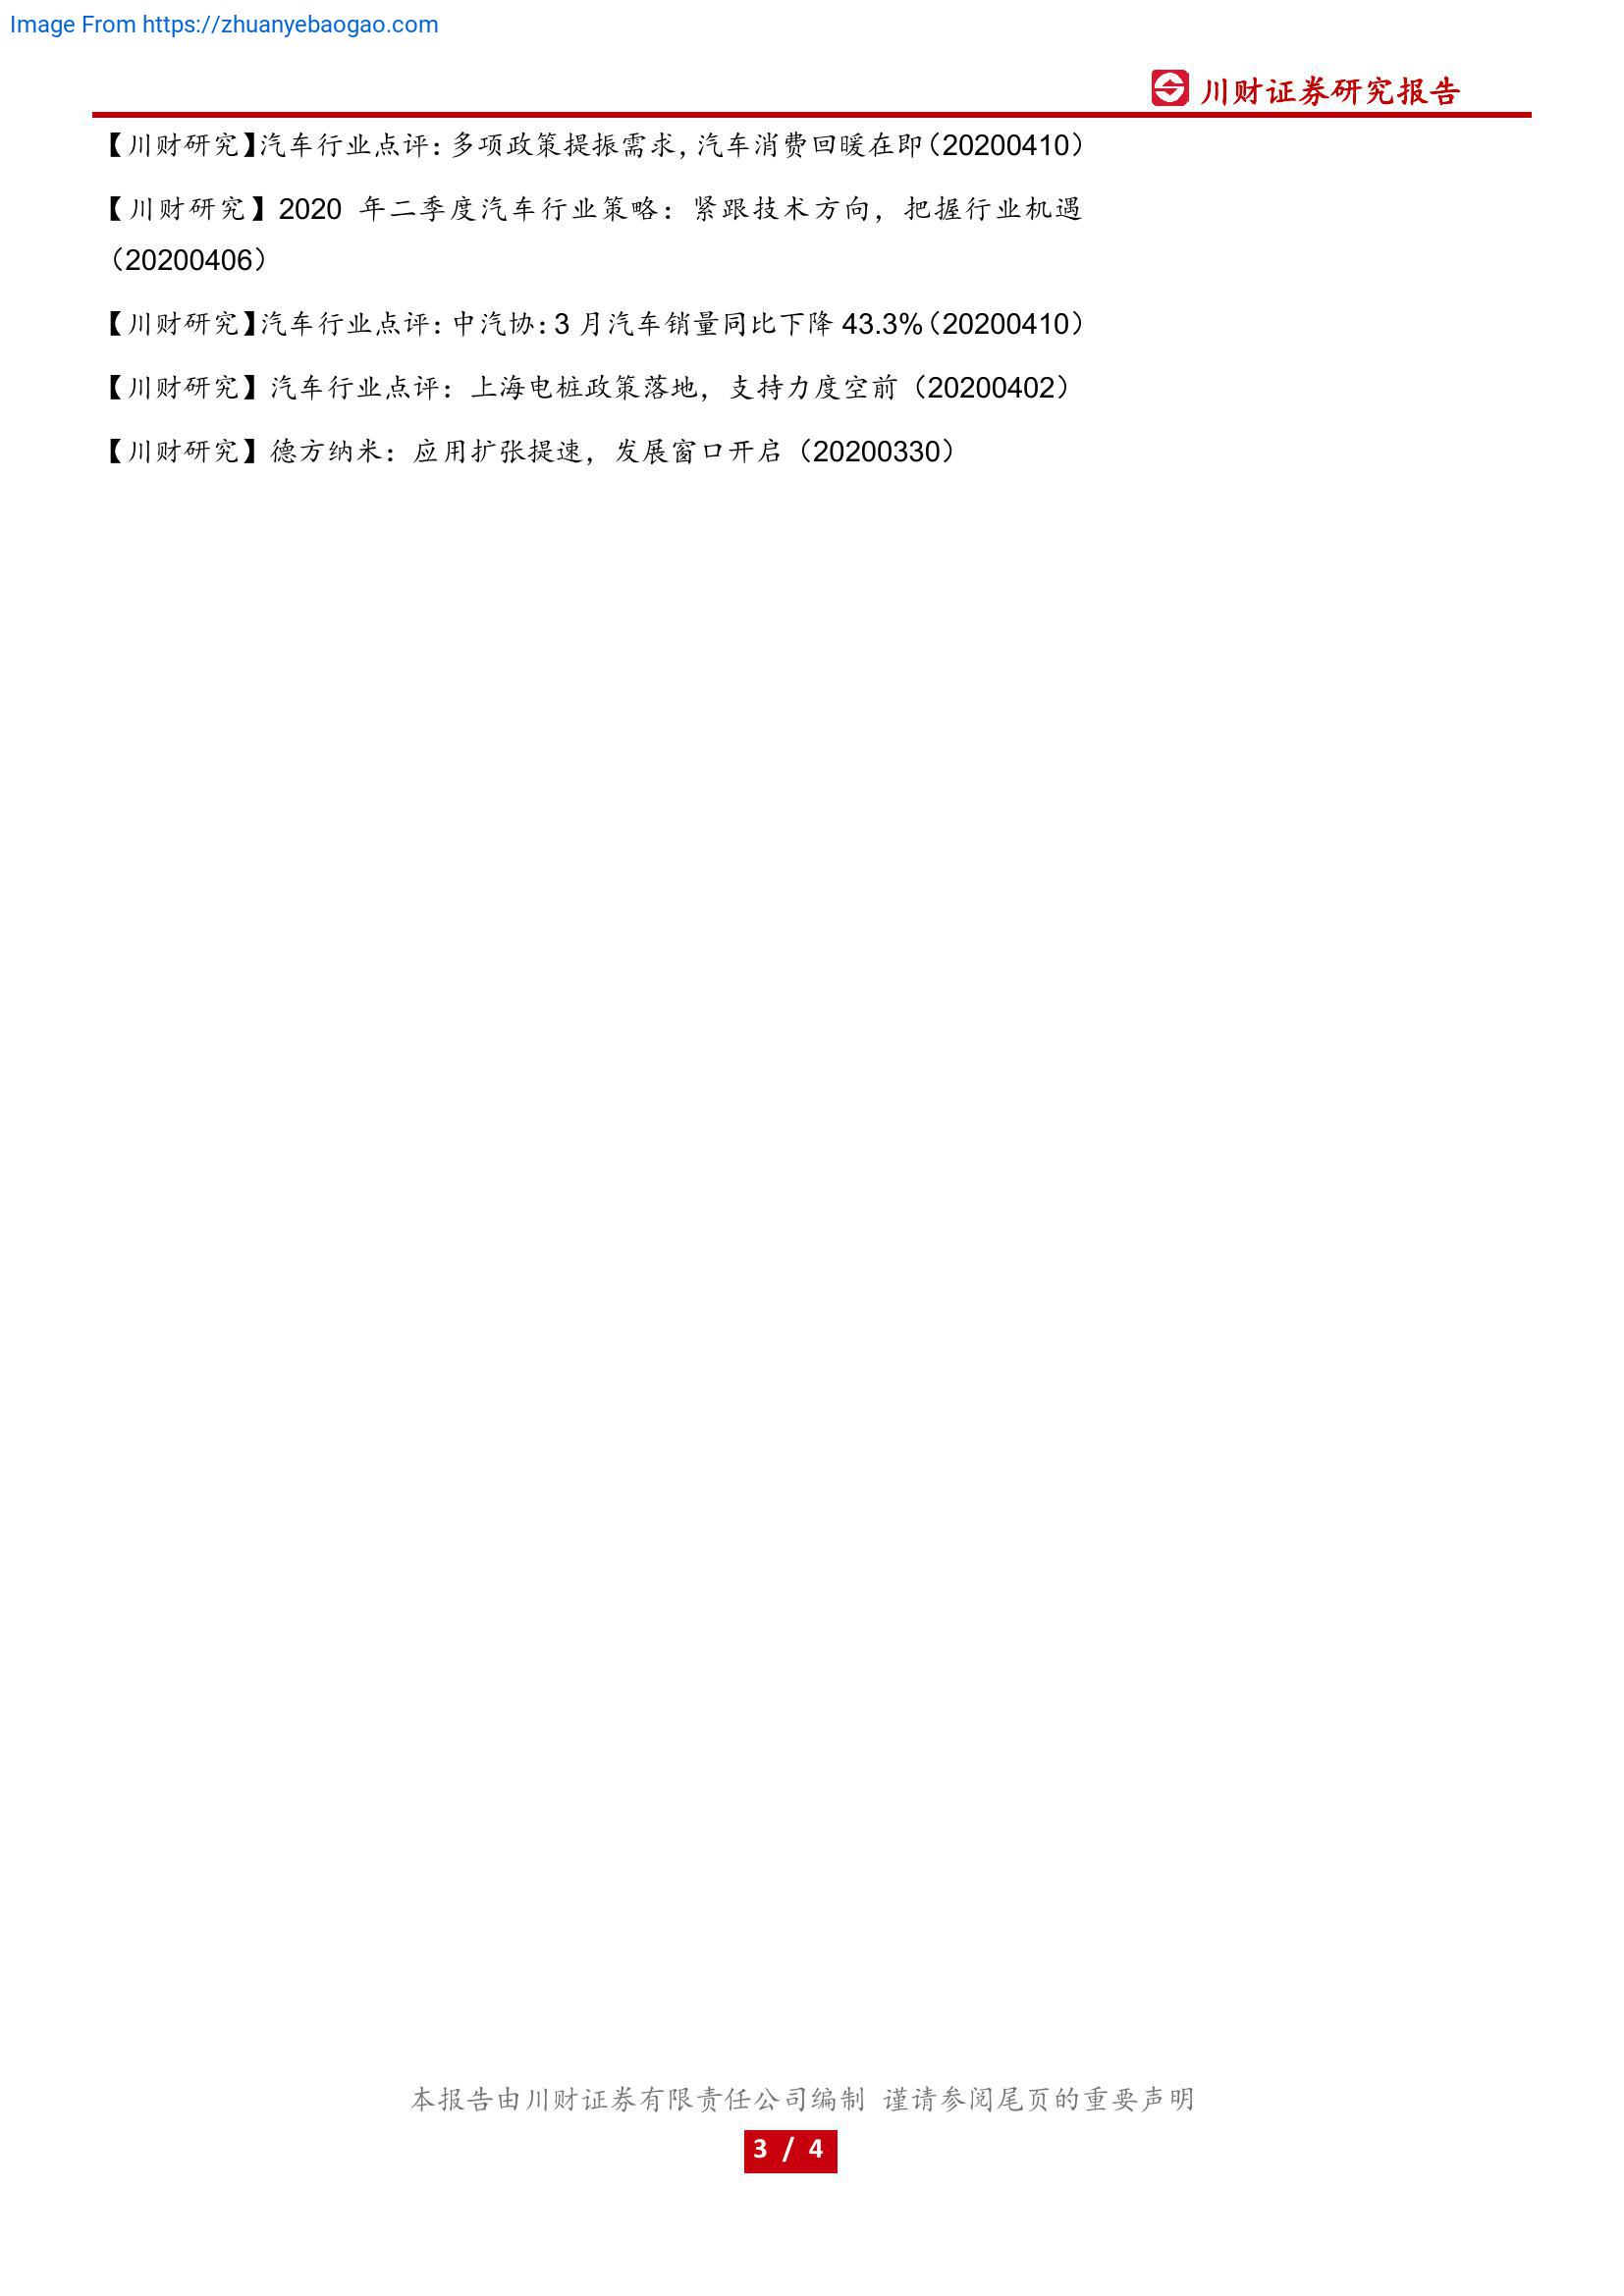 Image From https://zhuanyebaogao.com
川财证券研究报告
【川财研究】汽车行业点评：多项政策提振需求，汽车消费回暖在即（20200410）
【川财研究】2020 年二季度汽车行业策略：紧跟技术方向，把握行业机遇
（20200406）
【川财研究】汽车行业点评：中汽协：3 月汽车销量同比下降 43.3%（20200410）
【川财研究】汽车行业点评：上海电桩政策落地，支持力度空前（20200402）
【川财研究】德方纳米：应用扩张提速，发展窗口开启（20200330）
本报告由川财证券有限责任公司编制 谨请参阅尾页的重要声明
3 / 4